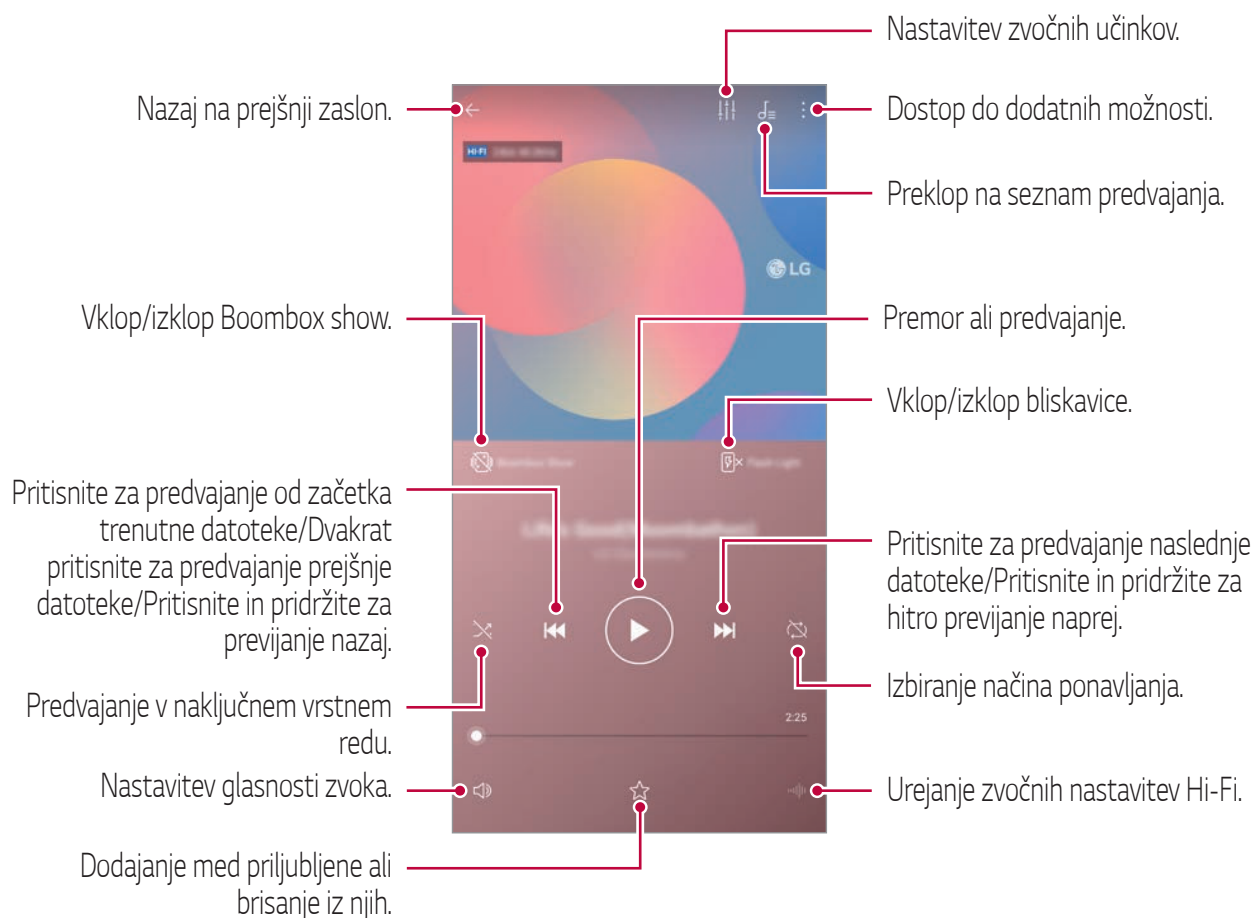 Nastavitev zvočnih učinkov.
Nazaj na prejšnji zaslon.
Dostop do dodatnih možnosti.
HI-FI
Preklop na seznam predvajanja.
LG
Vklop/izklop Boombox show.
Premor ali predvajanje.
Vklop/izklop bliskavice.
Boombox Show
Flash Light
Pritisnite za predvajanje od začetka
trenutne datoteke/Dvakrat
pritisnite za predvajanje prejšnje
datoteke/Pritisnite in pridržite za
previjanje nazaj.
Pritisnite za predvajanje naslednje
datoteke/Pritisnite in pridržite za
hitro previjanje naprej.
Izbiranje načina ponavljanja.
Predvajanje v naključnem vrstnem
redu.
2:25
Nastavitev glasnosti zvoka.
Urejanje zvočnih nastavitev Hi-Fi.
Dodajanje med priljubljene ali
brisanje iz njih.